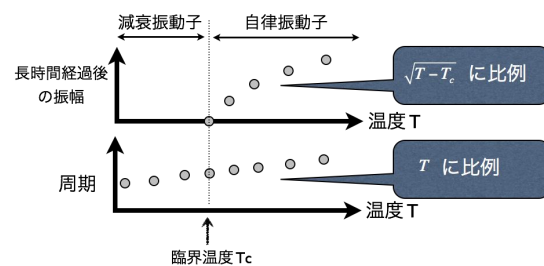 減衰振動子
自律振動子
長時間経過後
の振幅
√T−Tc に比例
温度 T
周期
T に比例
温度 T
臨界温度 Tc